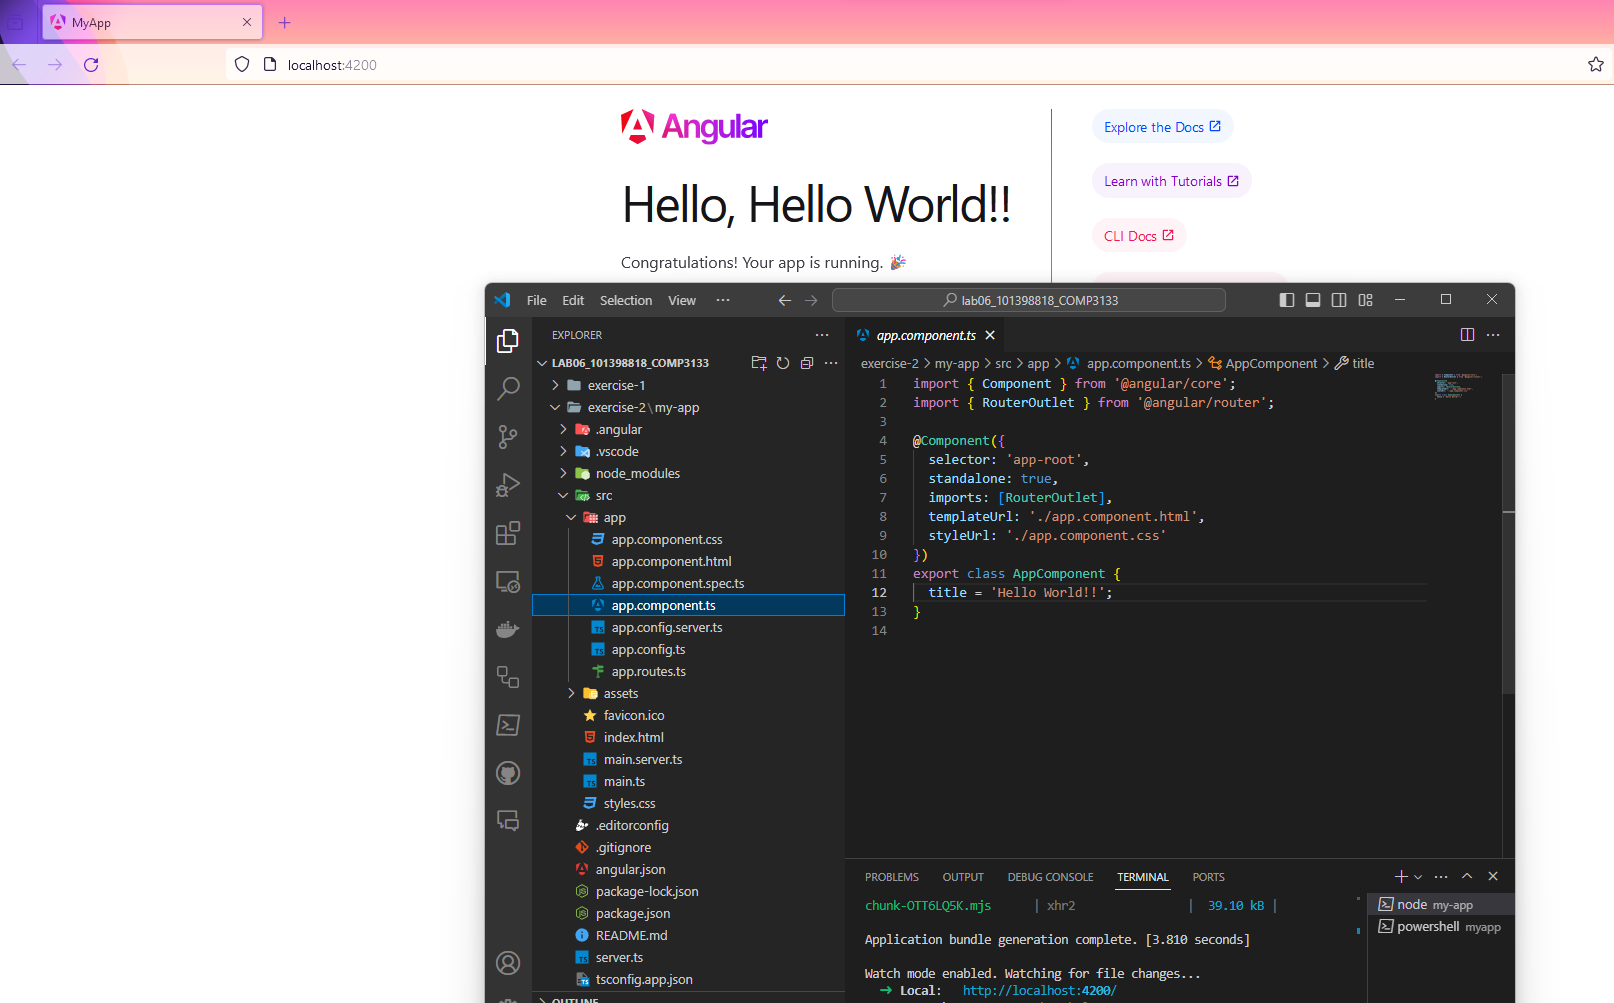 MyApp
localhost:4200
Angular
Hello, Hello World!!
Congratulations! Your app is running. 🎉
Explore the Docs
Learn with Tutorials
CLI Docs
File Edit Selection View ···
lab06_101398818_COMP3133
EXPLORER
LAB06_101398818_COMP3133
exercise-1
exercise-2\my-app
.angular
.vscode
node_modules
src
app
app.component.css
app.component.html
app.component.spec.ts
app.component.ts
app.config.server.ts
app.config.ts
app.routes.ts
assets
favicon.ico
index.html
main.server.ts
main.ts
styles.css
.editorconfig
.gitignore
angular.json
package-lock.json
package.json
README.md
server.ts
tsconfig.app.json
OUTLINE
app.component.ts
exercise-2 > my-app > src > app > app.component.ts > AppComponent > title
1 import { Component } from '@angular/core';
2 import { RouterOutlet } from '@angular/router';
3
4 @Component({
5 selector: 'app-root',
6 standalone: true,
7 imports: [RouterOutlet],
8 templateUrl: './app.component.html',
9 styleUrl: './app.component.css'
10 })
11 export class AppComponent {
12 title = 'Hello World!!';
13 }
14
PROBLEMS OUTPUT DEBUG CONSOLE TERMINAL PORTS
chunk-OTT6LQ5K.mjs | xhr2 | 39.10 kB |
Application bundle generation complete. [3.810 seconds]
Watch mode enabled. Watching for file changes...
➜ Local: http://localhost:4200/
node my-app
powershell myapp